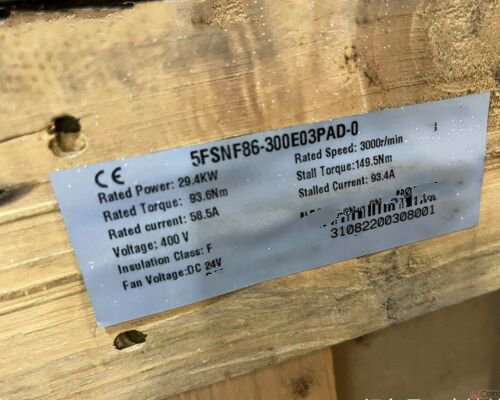 5FSNF86-300E03PAD-0
CE
Rated Power: 29.4KW
Rated Torque: 93.6Nm
Rated current: 58.5A
Voltage: 400 V
Insulation Class: F
Fan Voltage:DC 24V
Rated Speed: 3000r/min
Stall Torque:149.5Nm
Stalled Current: 93.4A
31082200308001